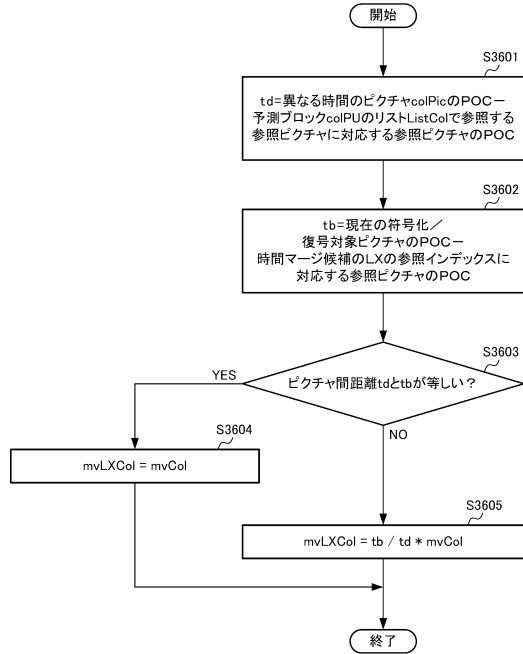 開始
S3601
td=異なる時間のピクチャcolPicのPOC－
予測ブロックcolPUのリストListColで参照する
参照ピクチャに対応する参照ピクチャのPOC
S3602
tb=現在の符号化／
復号対象ピクチャのPOC－
時間マージ候補のLXの参照インデックスに
対応する参照ピクチャのPOC
S3603
ピクチャ間距離tdとtbが等しい？
YES
NO
S3604
mvLXCol = mvCol
S3605
mvLXCol = tb / td * mvCol
終了